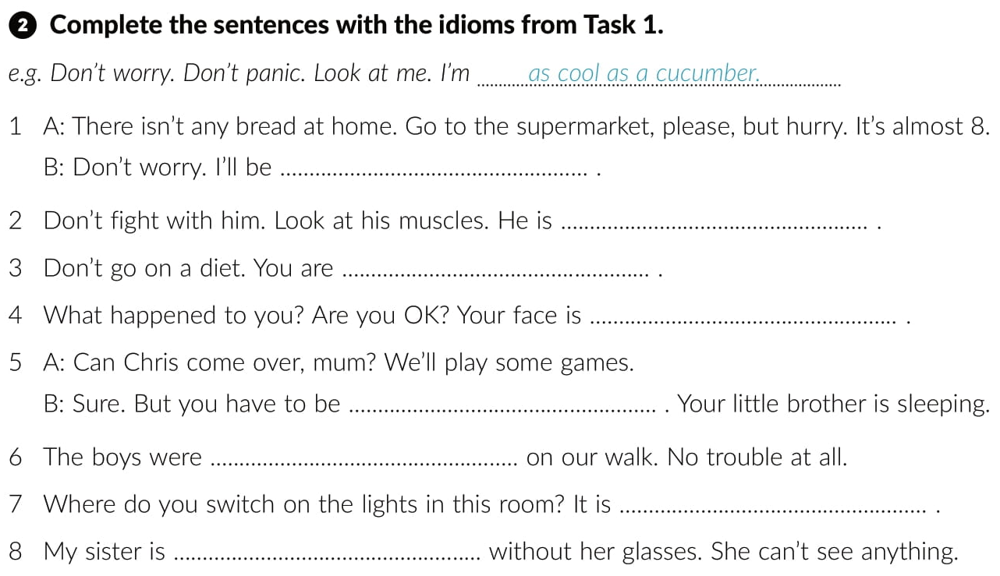 2 Complete the sentences with the idioms from Task 1.
e.g. Don't worry. Don't panic. Look at me. I'm ........ as cool as a cucumber. ........
1 A: There isn't any bread at home. Go to the supermarket, please, but hurry. It's almost 8.
B: Don't worry. I'll be ........................................ .
2 Don't fight with him. Look at his muscles. He is ........................................ .
3 Don't go on a diet. You are ........................................ .
4 What happened to you? Are you OK? Your face is ........................................ .
5 A: Can Chris come over, mum? We'll play some games.
B: Sure. But you have to be ........................................ . Your little brother is sleeping.
6 The boys were ........................................ on our walk. No trouble at all.
7 Where do you switch on the lights in this room? It is ........................................ .
8 My sister is ........................................ without her glasses. She can't see anything.